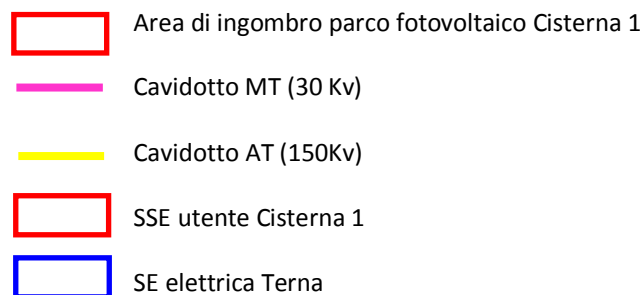 Area di ingombro parco fotovoltaico Cisterna 1
Cavidotto MT (30 Kv)
Cavidotto AT (150Kv)
SSE utente Cisterna 1
SE elettrica Terna